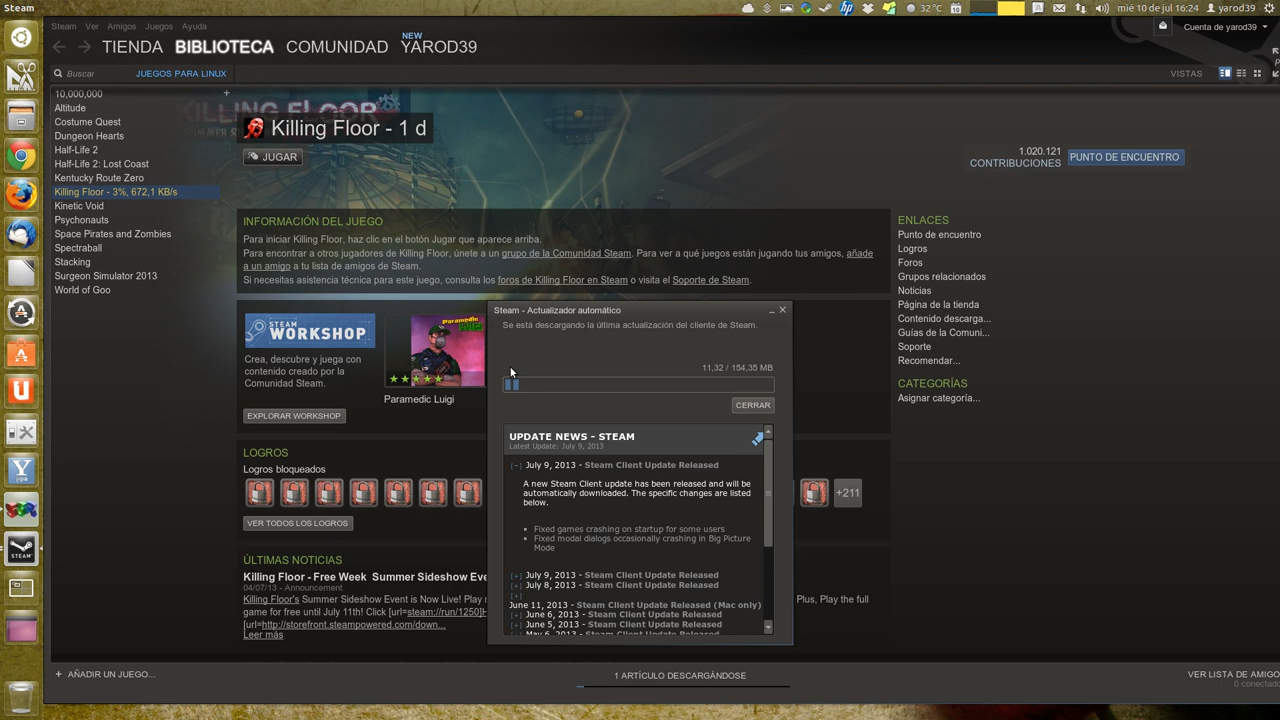 Steam
32°C
10
mié 10 de jul 16:24
yarod39
Steam Ver Amigos Juegos Ayuda
Cuenta de yarod39
NEW
TIENDA BIBLIOTECA COMUNIDAD YAROD39
Buscar
JUEGOS PARA LINUX
VISTAS
10,000,000
Altitude
Costume Quest
Dungeon Hearts
Half-Life 2
Half-Life 2: Lost Coast
Kentucky Route Zero
Killing Floor - 3%, 672,1 KB/s
Kinetic Void
Psychonauts
Space Pirates and Zombies
Spectraball
Stacking
Surgeon Simulator 2013
World of Goo
KILLING FLOOR
Killing Floor - 1 d
JUGAR
1.020.121
CONTRIBUCIONES
PUNTO DE ENCUENTRO
INFORMACIÓN DEL JUEGO
Para iniciar Killing Floor, haz clic en el botón Jugar que aparece arriba.
Para encontrar a otros jugadores de Killing Floor, únete a un grupo de la Comunidad Steam. Para ver a qué juegos están jugando tus amigos, añade
a un amigo a tu lista de amigos de Steam.
Si necesitas asistencia técnica para este juego, consulta los foros de Killing Floor en Steam o visita el Soporte de Steam.
ENLACES
Punto de encuentro
Logros
Foros
Grupos relacionados
Noticias
Página de la tienda
Contenido descarga...
Guías de la Comuni...
Soporte
Recomendar...
CATEGORÍAS
Asignar categoría...
STEAM
WORKSHOP
Crea, descubre y juega con
contenido creado por la
Comunidad Steam.
EXPLORAR WORKSHOP
Paramedic
Paramedic Luigi
LOGROS
Logros bloqueados
+211
VER TODOS LOS LOGROS
ÚLTIMAS NOTICIAS
Killing Floor - Free Week Summer Sideshow Eve
04/07/13 - Announcement
Killing Floor's Summer Sideshow Event is Now Live! Play
Plus, Play the full
game for free until July 11th! Click [url=steam://run/1250]H
[url=http://storefront.steampowered.com/down...
Leer más
Steam - Actualizador automático
Se está descargando la última actualización del cliente de Steam.
11,32 / 154,35 MB
CERRAR
UPDATE NEWS - STEAM
Latest Update: July 9, 2013
[−] July 9, 2013 - Steam Client Update Released
A new Steam Client update has been released and will be
automatically downloaded. The specific changes are listed
below.
Fixed games crashing on startup for some users
Fixed modal dialogs occasionally crashing in Big Picture
Mode
[+] July 9, 2013 - Steam Client Update Released
[+] July 8, 2013 - Steam Client Update Released
[+]
June 11, 2013 - Steam Client Update Released (Mac only)
[+] June 6, 2013 - Steam Client Update Released
[+] June 5, 2013 - Steam Client Update Released
[+] May 6, 2013 - Steam Client Update Released
+ AÑADIR UN JUEGO...
1 ARTÍCULO DESCARGÁNDOSE
VER LISTA DE AMIGO
0 conectado